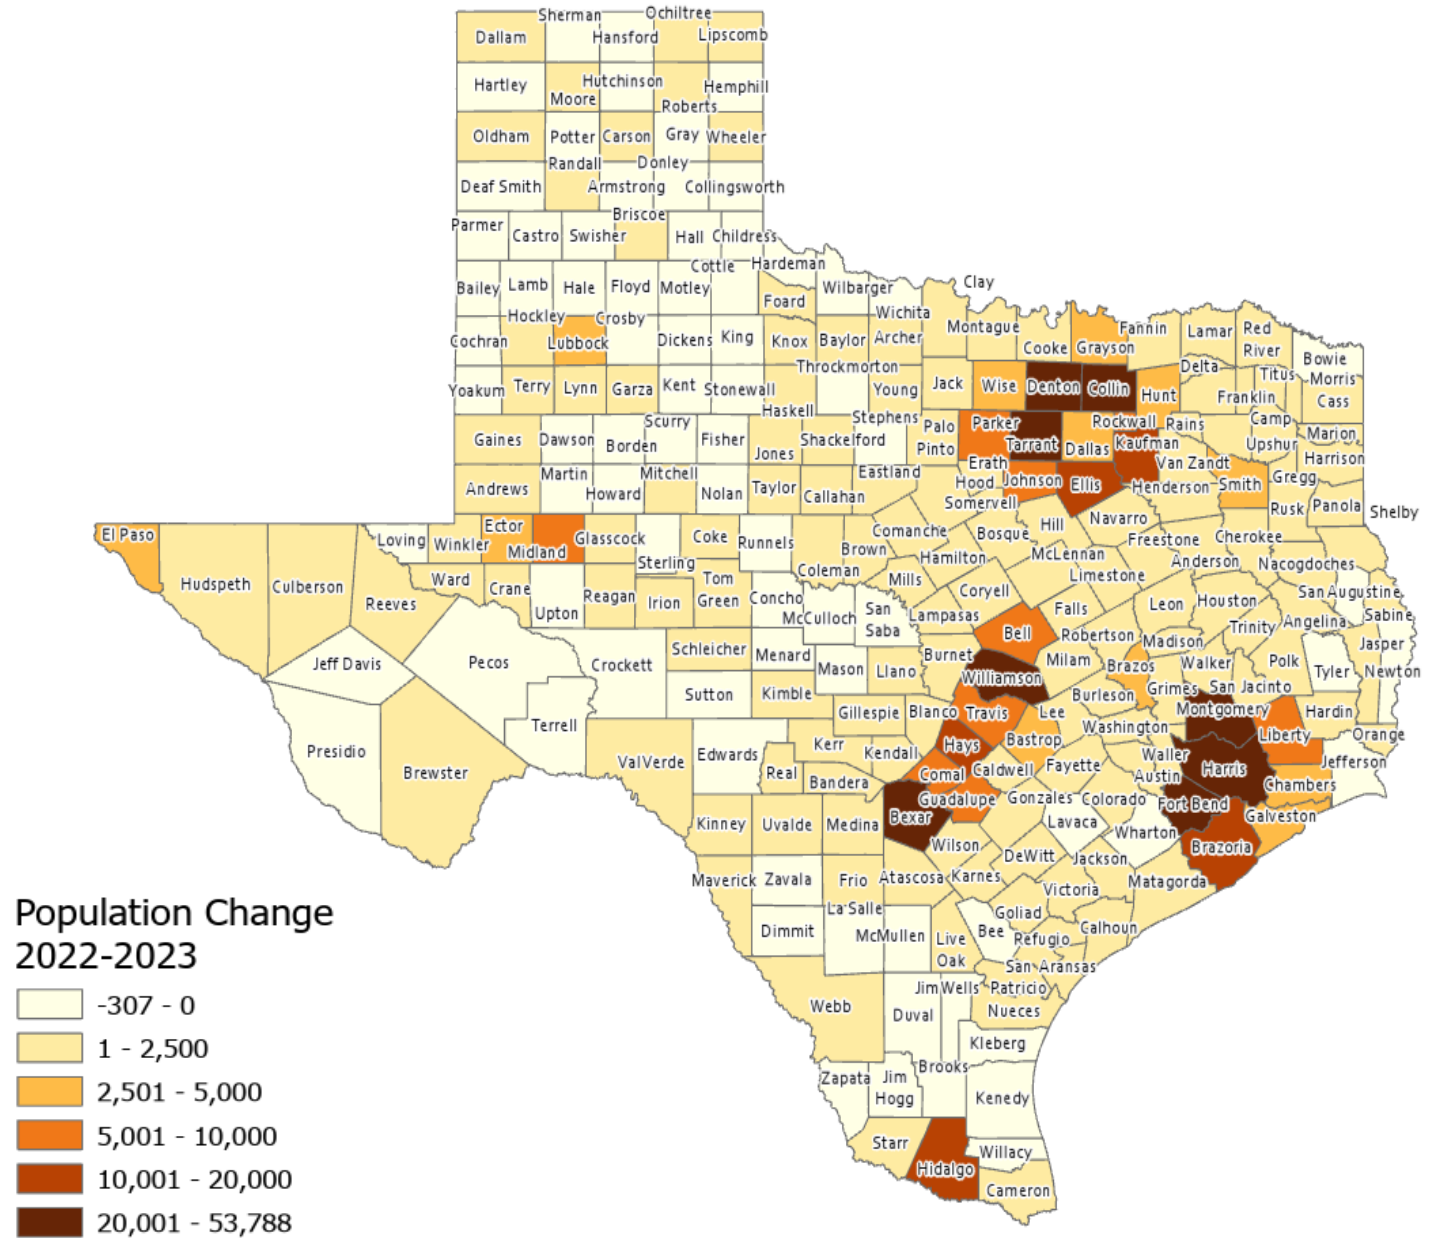 Sherman Ochiltree
Dallam Hansford Lipscomb
Hartley Hutchinson Hemphill
Moore Roberts
Oldham Potter Carson Gray Wheeler
Randall Donley
Deaf Smith Armstrong Collingsworth
Parmer Briscoe
Castro Swisher Hall Childress
Cottle Hardeman
Bailey Lamb Hale Floyd Motley Foard Wilbarger Clay
Hockley Crosby Wichita
Cochran Lubbock Dickens King Knox Baylor Archer Montague Cooke Grayson Fannin Lamar Red
River Bowie
Throckmorton Delta Titus Morris
Yoakum Terry Lynn Garza Kent Stonewall Young Jack Wise Denton Collin Hunt Franklin Cass
Haskell Stephens Camp
Gaines Dawson Borden Scurry Fisher Jones Shackelford Palo
Pinto Parker Tarrant Dallas Rockwall Kaufman Rains Upshur Marion
Andrews Martin Howard Mitchell Nolan Taylor Callahan Eastland Erath
Hood Johnson Ellis Van Zandt Smith Gregg Harrison
Somervell Henderson Rusk Panola Shelby
El Paso Loving Winkler Ector Midland Glasscock Sterling Coke Runnels Coleman Brown Comanche Bosque Hill Navarro Freestone Cherokee
Hudspeth Culberson Reeves Ward Crane Upton Reagan Irion Tom
Green Concho McCulloch San
Saba Mills Hamilton Lampasas Coryell McLennan Limestone Anderson Nacogdoches
Falls Leon Houston San Augustine
Trinity Angelina Sabine
Jeff Davis Pecos Crockett Schleicher Menard Mason Llano Burnet Bell Milam Robertson Madison Brazos Walker Polk Tyler Jasper Newton
Presidio Brewster Terrell Sutton Kimble Gillespie Blanco Williamson Travis Lee Burleson Grimes San Jacinto
Montgomery Liberty Hardin Orange
Val Verde Edwards Real Kerr Kendall Hays Bastrop Washington Waller Harris Jefferson
Bandera Comal Caldwell Fayette Austin Chambers
Kinney Uvalde Medina Bexar Guadalupe Gonzales Colorado Fort Bend Galveston
Lavaca Wharton Brazoria
Wilson DeWitt Jackson
Maverick Zavala Frio Atascosa Karnes Victoria Matagorda
Population Change
2022-2023
Dimmit La Salle McMullen Live
Oak Bee Goliad Refugio Calhoun
San
Patricio Aransas
Webb Duval Jim Wells Nueces
Kleberg
Zapata Jim
Hogg Brooks Kenedy
Starr Hidalgo Willacy
Cameron
-307 - 0
1 - 2,500
2,501 - 5,000
5,001 - 10,000
10,001 - 20,000
20,001 - 53,788